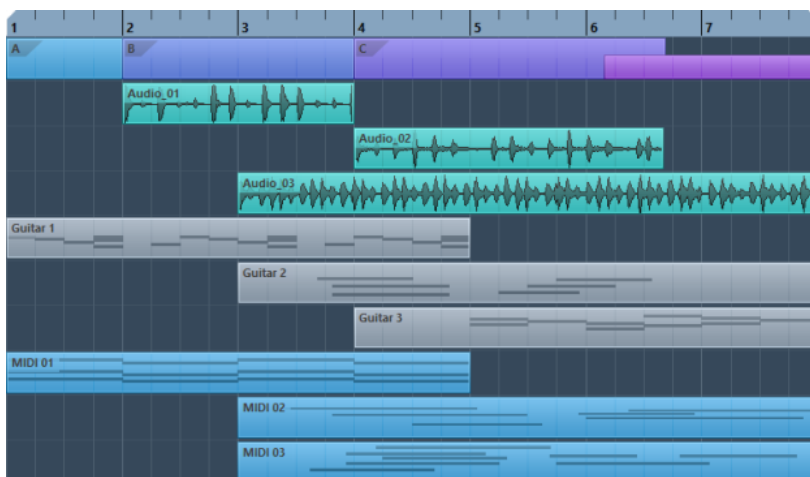 1 2 3 4 5 6 7
A B C
Audio_01
Audio_02
Audio_03
Guitar 1
Guitar 2
Guitar 3
MIDI 01
MIDI 02
MIDI 03